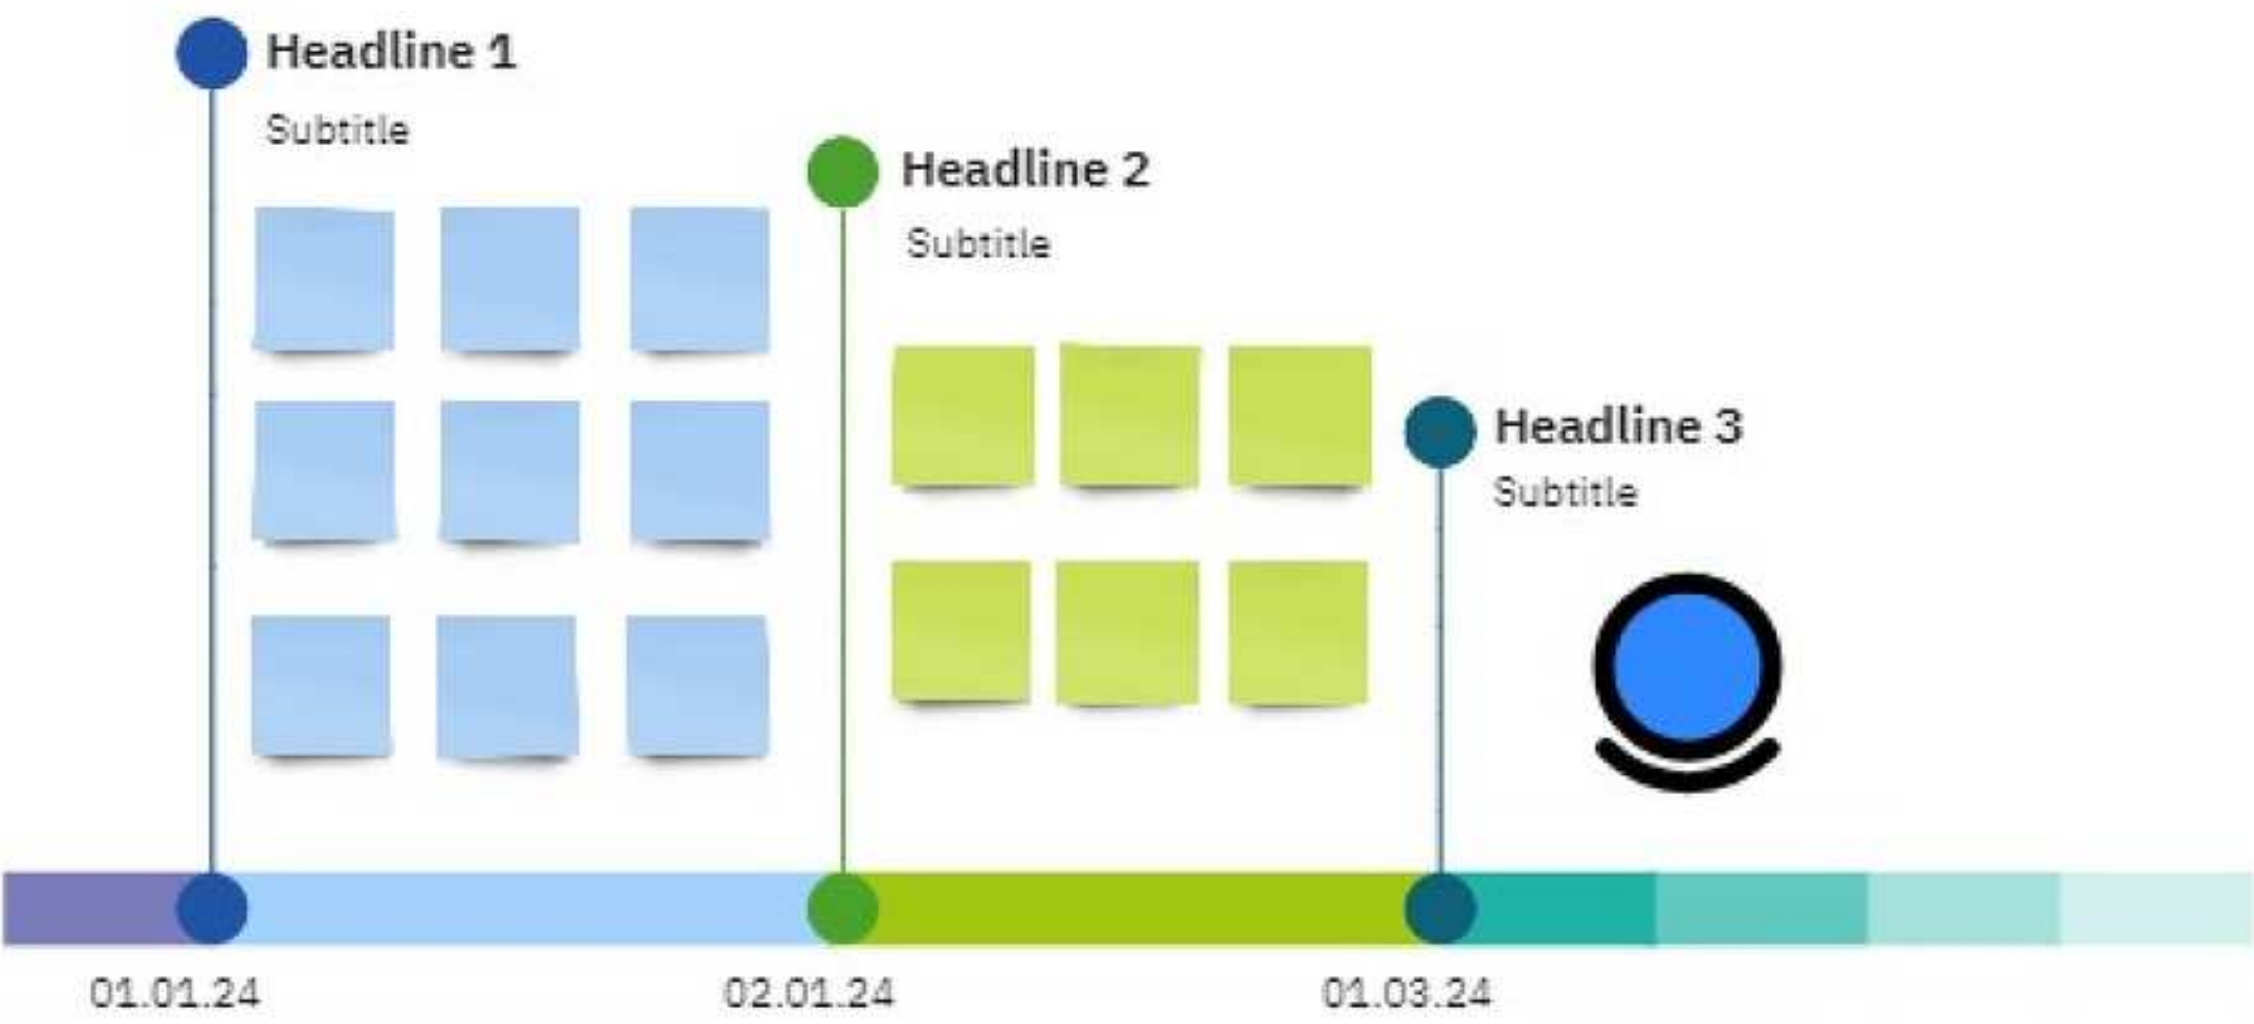 Headline 1
Subtitle
Headline 2
Subtitle
Headline 3
Subtitle
01.01.24
02.01.24
01.03.24